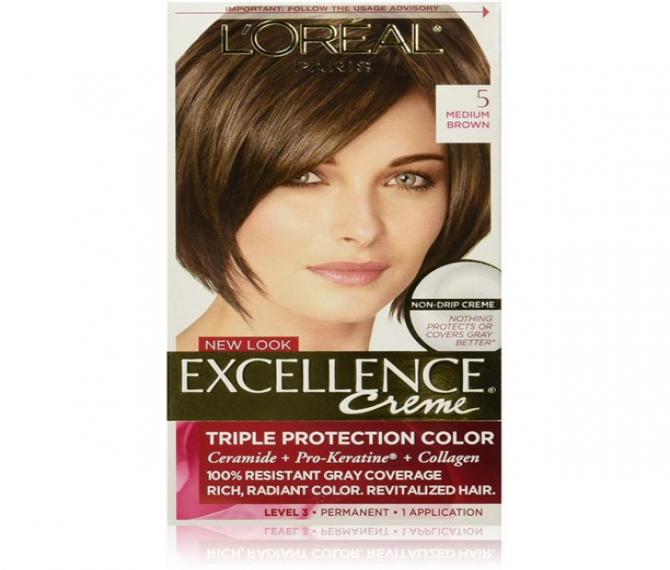 IMPORTANT: FOLLOW THE USAGE ADVISORY
L'ORÉAL®
PARIS
5
MEDIUM
BROWN
NON-DRIP CREME
NOTHING
PROTECTS OR
COVERS GRAY
BETTER*
NEW LOOK
EXCELLENCE®
Creme
TRIPLE PROTECTION COLOR
Ceramide + Pro-Keratine® + Collagen
100% RESISTANT GRAY COVERAGE
RICH, RADIANT COLOR. REVITALIZED HAIR.
LEVEL 3 • PERMANENT • 1 APPLICATION